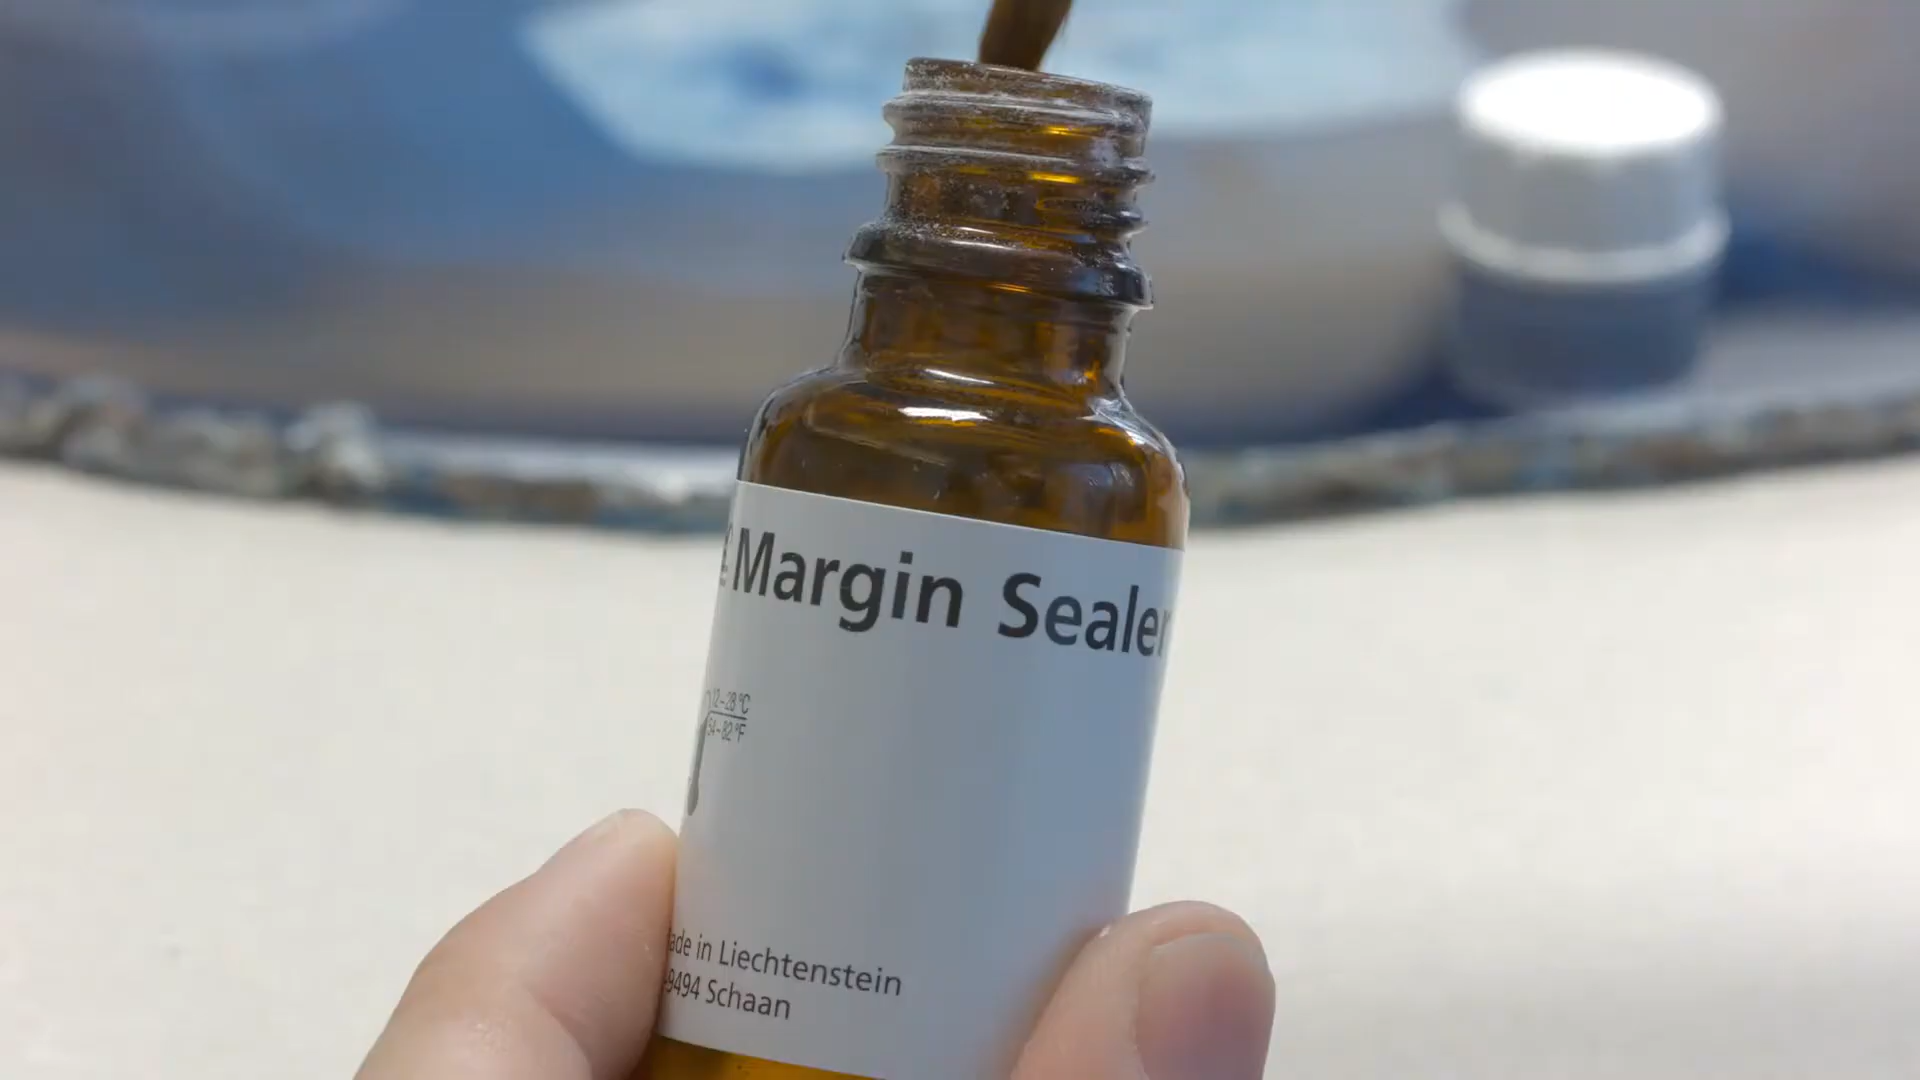 Margin Sealer
12–28 °C
54–82 °F
ade in Liechtenstein
-9494 Schaan